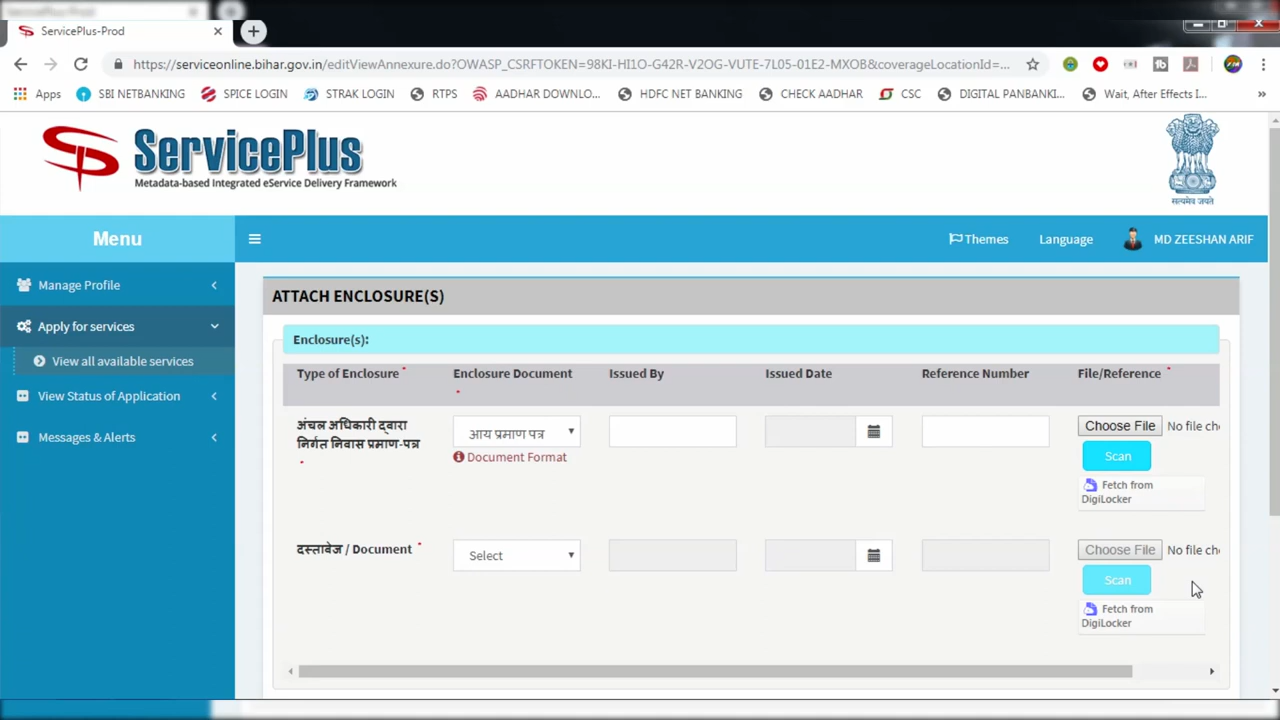 ServicePlus-Prod
https://serviceonline.bihar.gov.in/editViewAnnexure.do?OWASP_CSRFTOKEN=98KI-HI1O-G42R-V2OG-VUTE-7L05-01E2-MXOB&coverageLocationId=...
Apps SBI NETBANKING SPICE LOGIN STRAK LOGIN RTPS AADHAR DOWNLO... HDFC NET BANKING CHECK AADHAR CSC DIGITAL PANBANKI... Wait, After Effects I... »
ServicePlus
Metadata-based Integrated eService Delivery Framework
सत्यमेव जयते
Menu
Themes Language MD ZEESHAN ARIF
Manage Profile
Apply for services
View all available services
View Status of Application
Messages & Alerts
ATTACH ENCLOSURE(S)
Enclosure(s):
Type of Enclosure * Enclosure Document * Issued By Issued Date Reference Number File/Reference *
अंचल अधिकारी द्वारा निर्गत निवास प्रमाण-पत्र *
आय प्रमाण पत्र
Document Format
Choose File No file cho
Scan
Fetch from
DigiLocker
दस्तावेज / Document *
Select
Choose File No file cho
Scan
Fetch from
DigiLocker